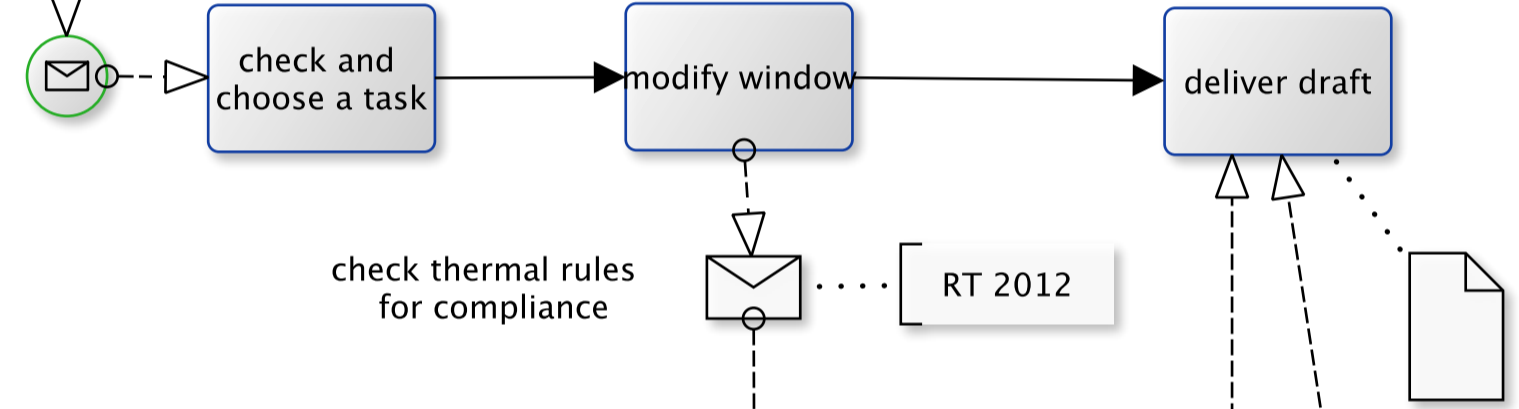 check and
choose a task
modify window
deliver draft
check thermal rules
for compliance
RT 2012